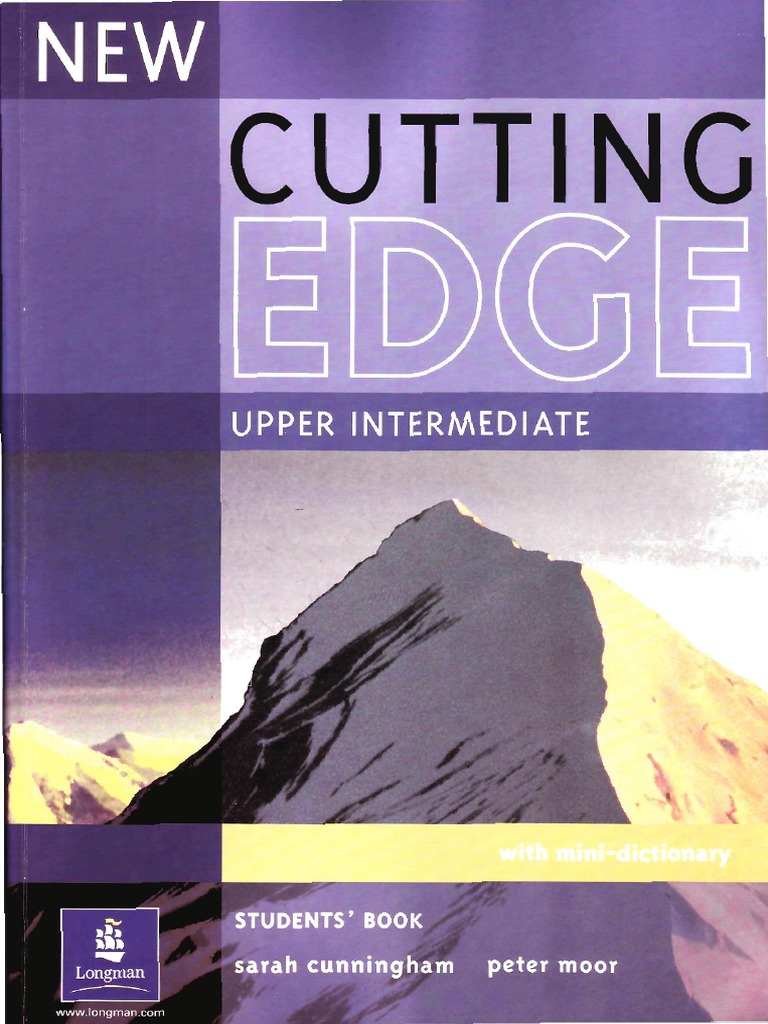 NEW
CUTTING
EDGE
UPPER INTERMEDIATE
with mini-dictionary
STUDENTS' BOOK
sarah cunningham peter moor
Longman
www.longman.com